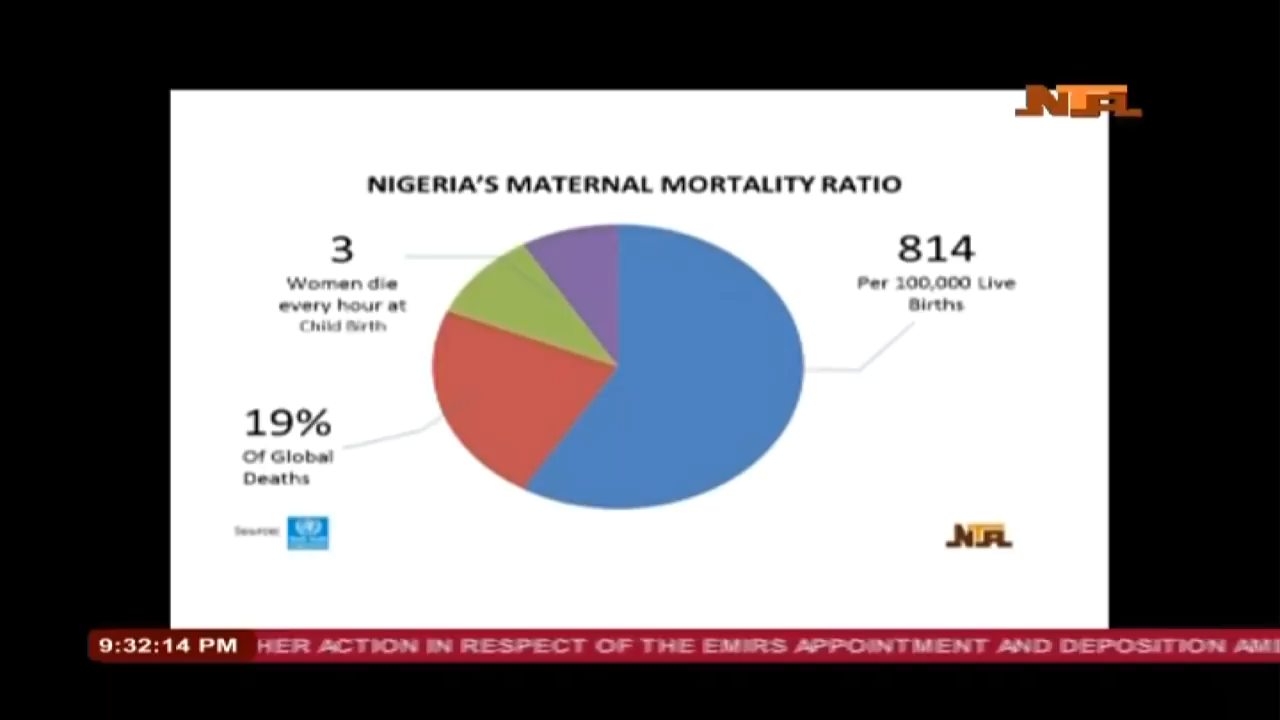 NTA
NIGERIA'S MATERNAL MORTALITY RATIO
3
Women die
every hour at
Child Birth
814
Per 100,000 Live
Births
19%
Of Global
Deaths
Source:
NTA
9:32:14 PM
HER ACTION IN RESPECT OF THE EMIRS APPOINTMENT AND DEPOSITION AM